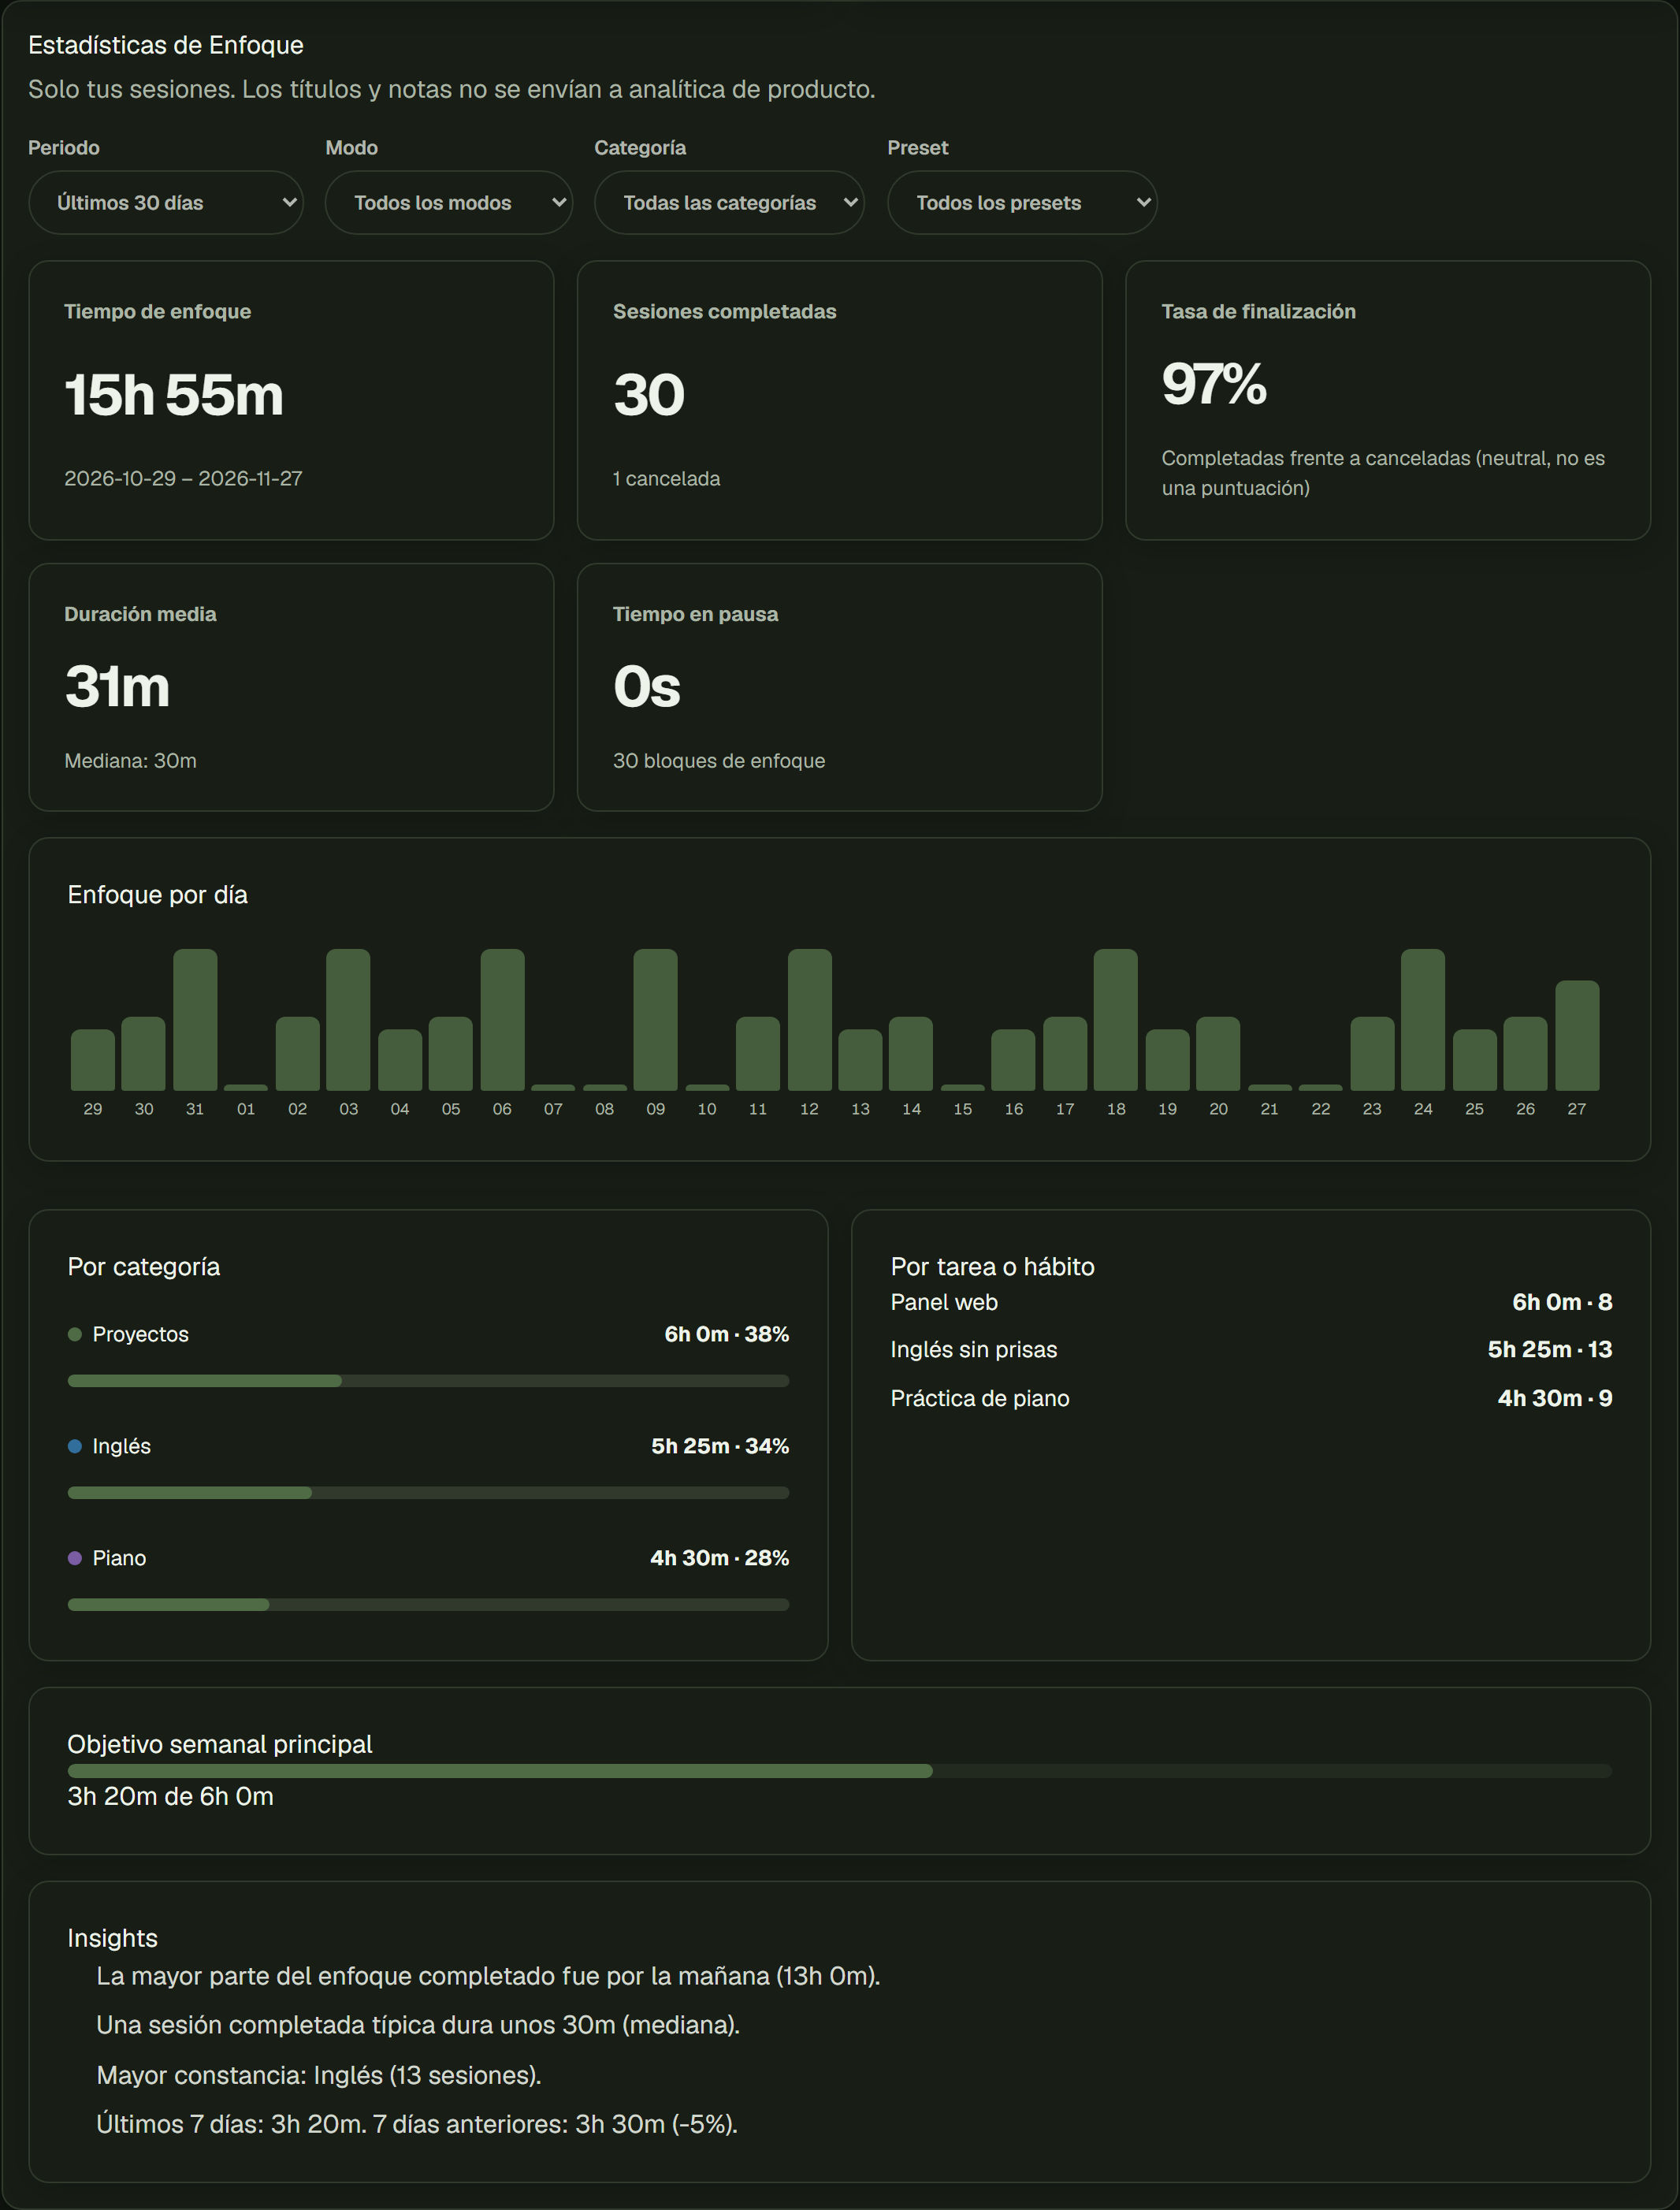 Estadísticas de Enfoque
Solo tus sesiones. Los títulos y notas no se envían a analítica de producto.
Periodo Modo Categoría Preset
Últimos 30 días Todos los modos Todas las categorías Todos los presets
Tiempo de enfoque
15h 55m
2026-10-29 – 2026-11-27
Sesiones completadas
30
1 cancelada
Tasa de finalización
97%
Completadas frente a canceladas (neutral, no es
una puntuación)
Duración media
31m
Mediana: 30m
Tiempo en pausa
0s
30 bloques de enfoque
Enfoque por día
29 30 31 01 02 03 04 05 06 07 08 09 10 11 12 13 14 15 16 17 18 19 20 21 22 23 24 25 26 27
Por categoría
Proyectos 6h 0m · 38%
Inglés 5h 25m · 34%
Piano 4h 30m · 28%
Por tarea o hábito
Panel web 6h 0m · 8
Inglés sin prisas 5h 25m · 13
Práctica de piano 4h 30m · 9
Objetivo semanal principal
3h 20m de 6h 0m
Insights
La mayor parte del enfoque completado fue por la mañana (13h 0m).
Una sesión completada típica dura unos 30m (mediana).
Mayor constancia: Inglés (13 sesiones).
Últimos 7 días: 3h 20m. 7 días anteriores: 3h 30m (-5%).